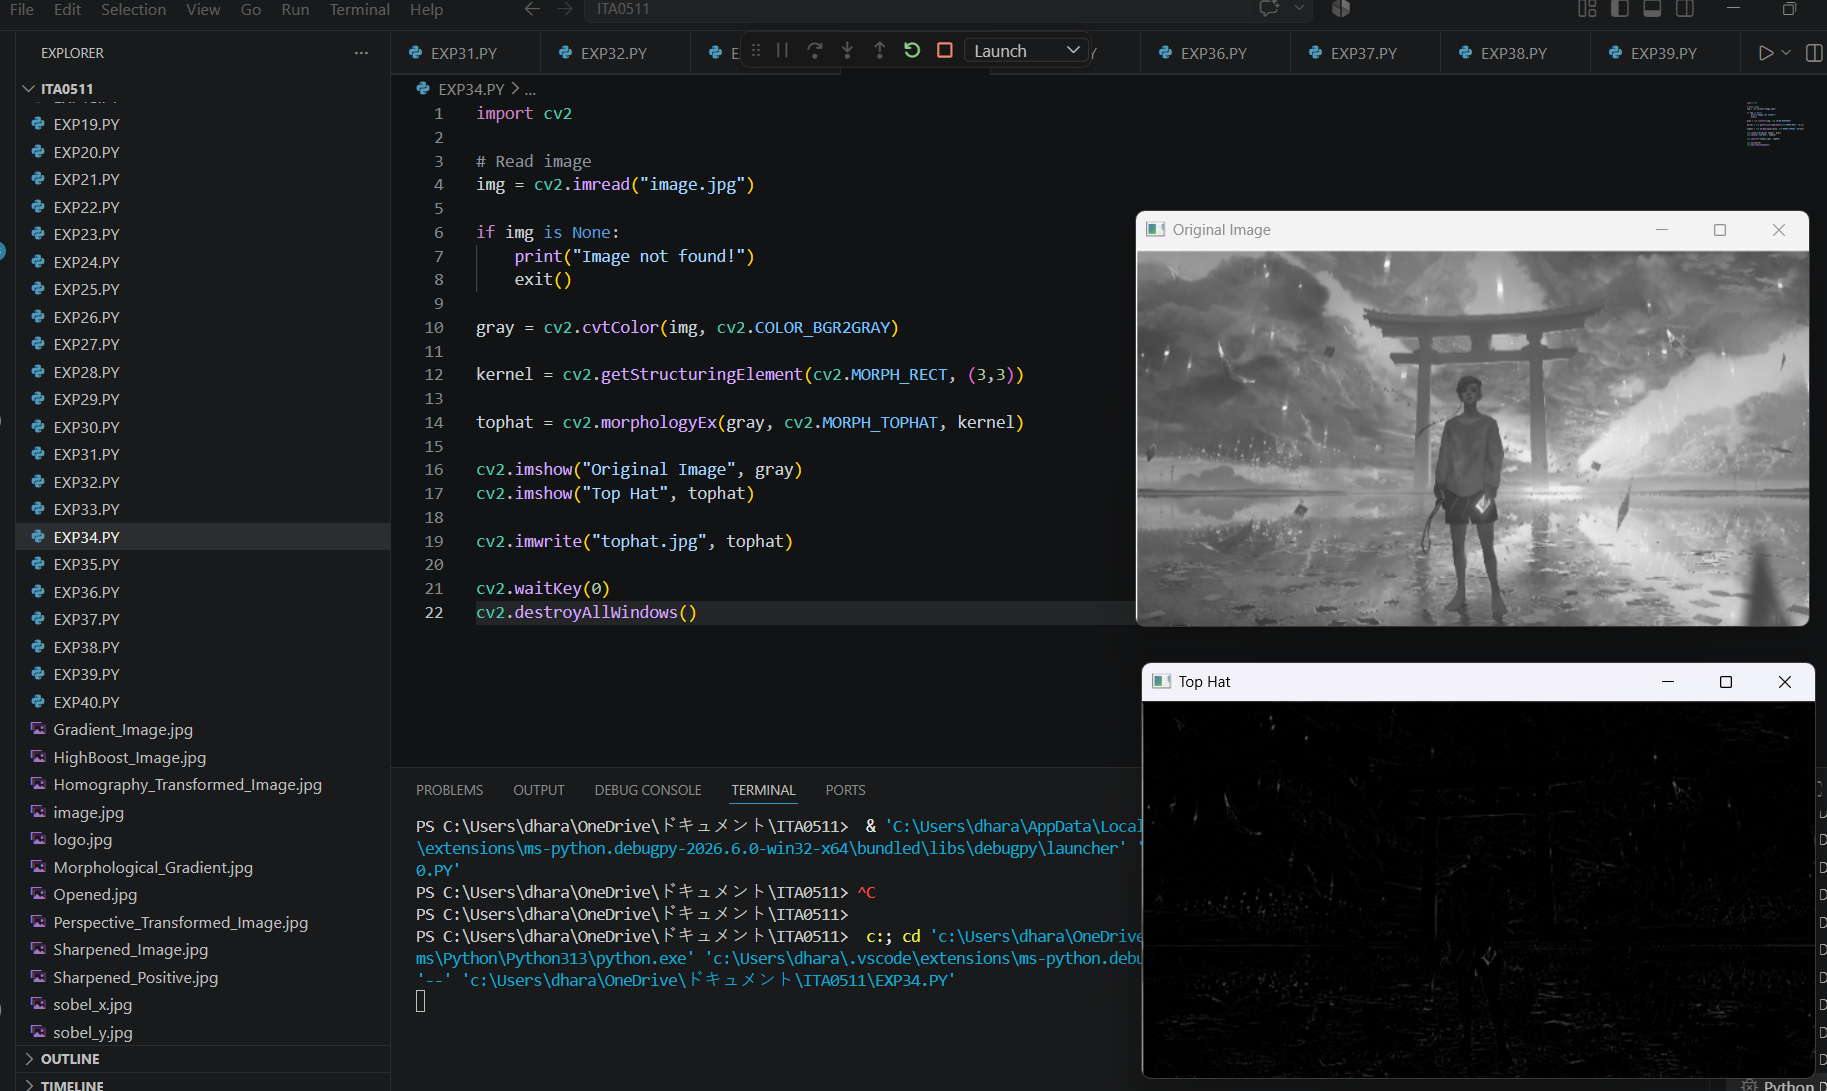 File Edit Selection View Go Run Terminal Help
ITA0511
EXPLORER
ITA0511
EXP19.PY
EXP20.PY
EXP21.PY
EXP22.PY
EXP23.PY
EXP24.PY
EXP25.PY
EXP26.PY
EXP27.PY
EXP28.PY
EXP29.PY
EXP30.PY
EXP31.PY
EXP32.PY
EXP33.PY
EXP34.PY
EXP35.PY
EXP36.PY
EXP37.PY
EXP38.PY
EXP39.PY
EXP40.PY
Gradient_Image.jpg
HighBoost_Image.jpg
Homography_Transformed_Image.jpg
image.jpg
logo.jpg
Morphological_Gradient.jpg
Opened.jpg
Perspective_Transformed_Image.jpg
Sharpened_Image.jpg
Sharpened_Positive.jpg
sobel_x.jpg
sobel_y.jpg
OUTLINE
TIMELINE
EXP31.PY EXP32.PY Launch EXP36.PY EXP37.PY EXP38.PY EXP39.PY
EXP34.PY > ...
1 import cv2
2
3 # Read image
4 img = cv2.imread("image.jpg")
5
6 if img is None:
7 print("Image not found!")
8 exit()
9
10 gray = cv2.cvtColor(img, cv2.COLOR_BGR2GRAY)
11
12 kernel = cv2.getStructuringElement(cv2.MORPH_RECT, (3,3))
13
14 tophat = cv2.morphologyEx(gray, cv2.MORPH_TOPHAT, kernel)
15
16 cv2.imshow("Original Image", gray)
17 cv2.imshow("Top Hat", tophat)
18
19 cv2.imwrite("tophat.jpg", tophat)
20
21 cv2.waitKey(0)
22 cv2.destroyAllWindows()
Original Image
Top Hat
PROBLEMS OUTPUT DEBUG CONSOLE TERMINAL PORTS
PS C:\Users\dhara\OneDrive\ドキュメント\ITA0511> & 'C:\Users\dhara\AppData\Local
\extensions\ms-python.debugpy-2026.6.0-win32-x64\bundled\libs\debugpy\launcher' '
0.PY'
PS C:\Users\dhara\OneDrive\ドキュメント\ITA0511> ^C
PS C:\Users\dhara\OneDrive\ドキュメント\ITA0511>
PS C:\Users\dhara\OneDrive\ドキュメント\ITA0511> c:; cd 'c:\Users\dhara\OneDrive
ms\Python\Python313\python.exe' 'c:\Users\dhara\.vscode\extensions\ms-python.debu
'--' 'c:\Users\dhara\OneDrive\ドキュメント\ITA0511\EXP34.PY'
Python D